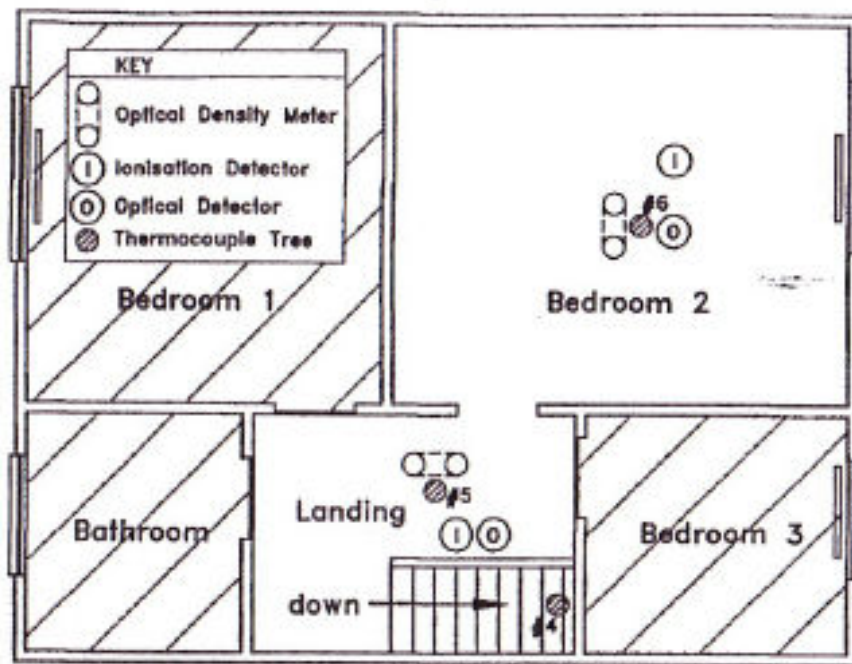 KEY
Optical Density Meter
I Ionisation Detector
O Optical Detector
Thermocouple Tree
Bedroom 1
I
#6
O
Bedroom 2
#5
Landing
I O
Bathroom
Bedroom 3
down
#4